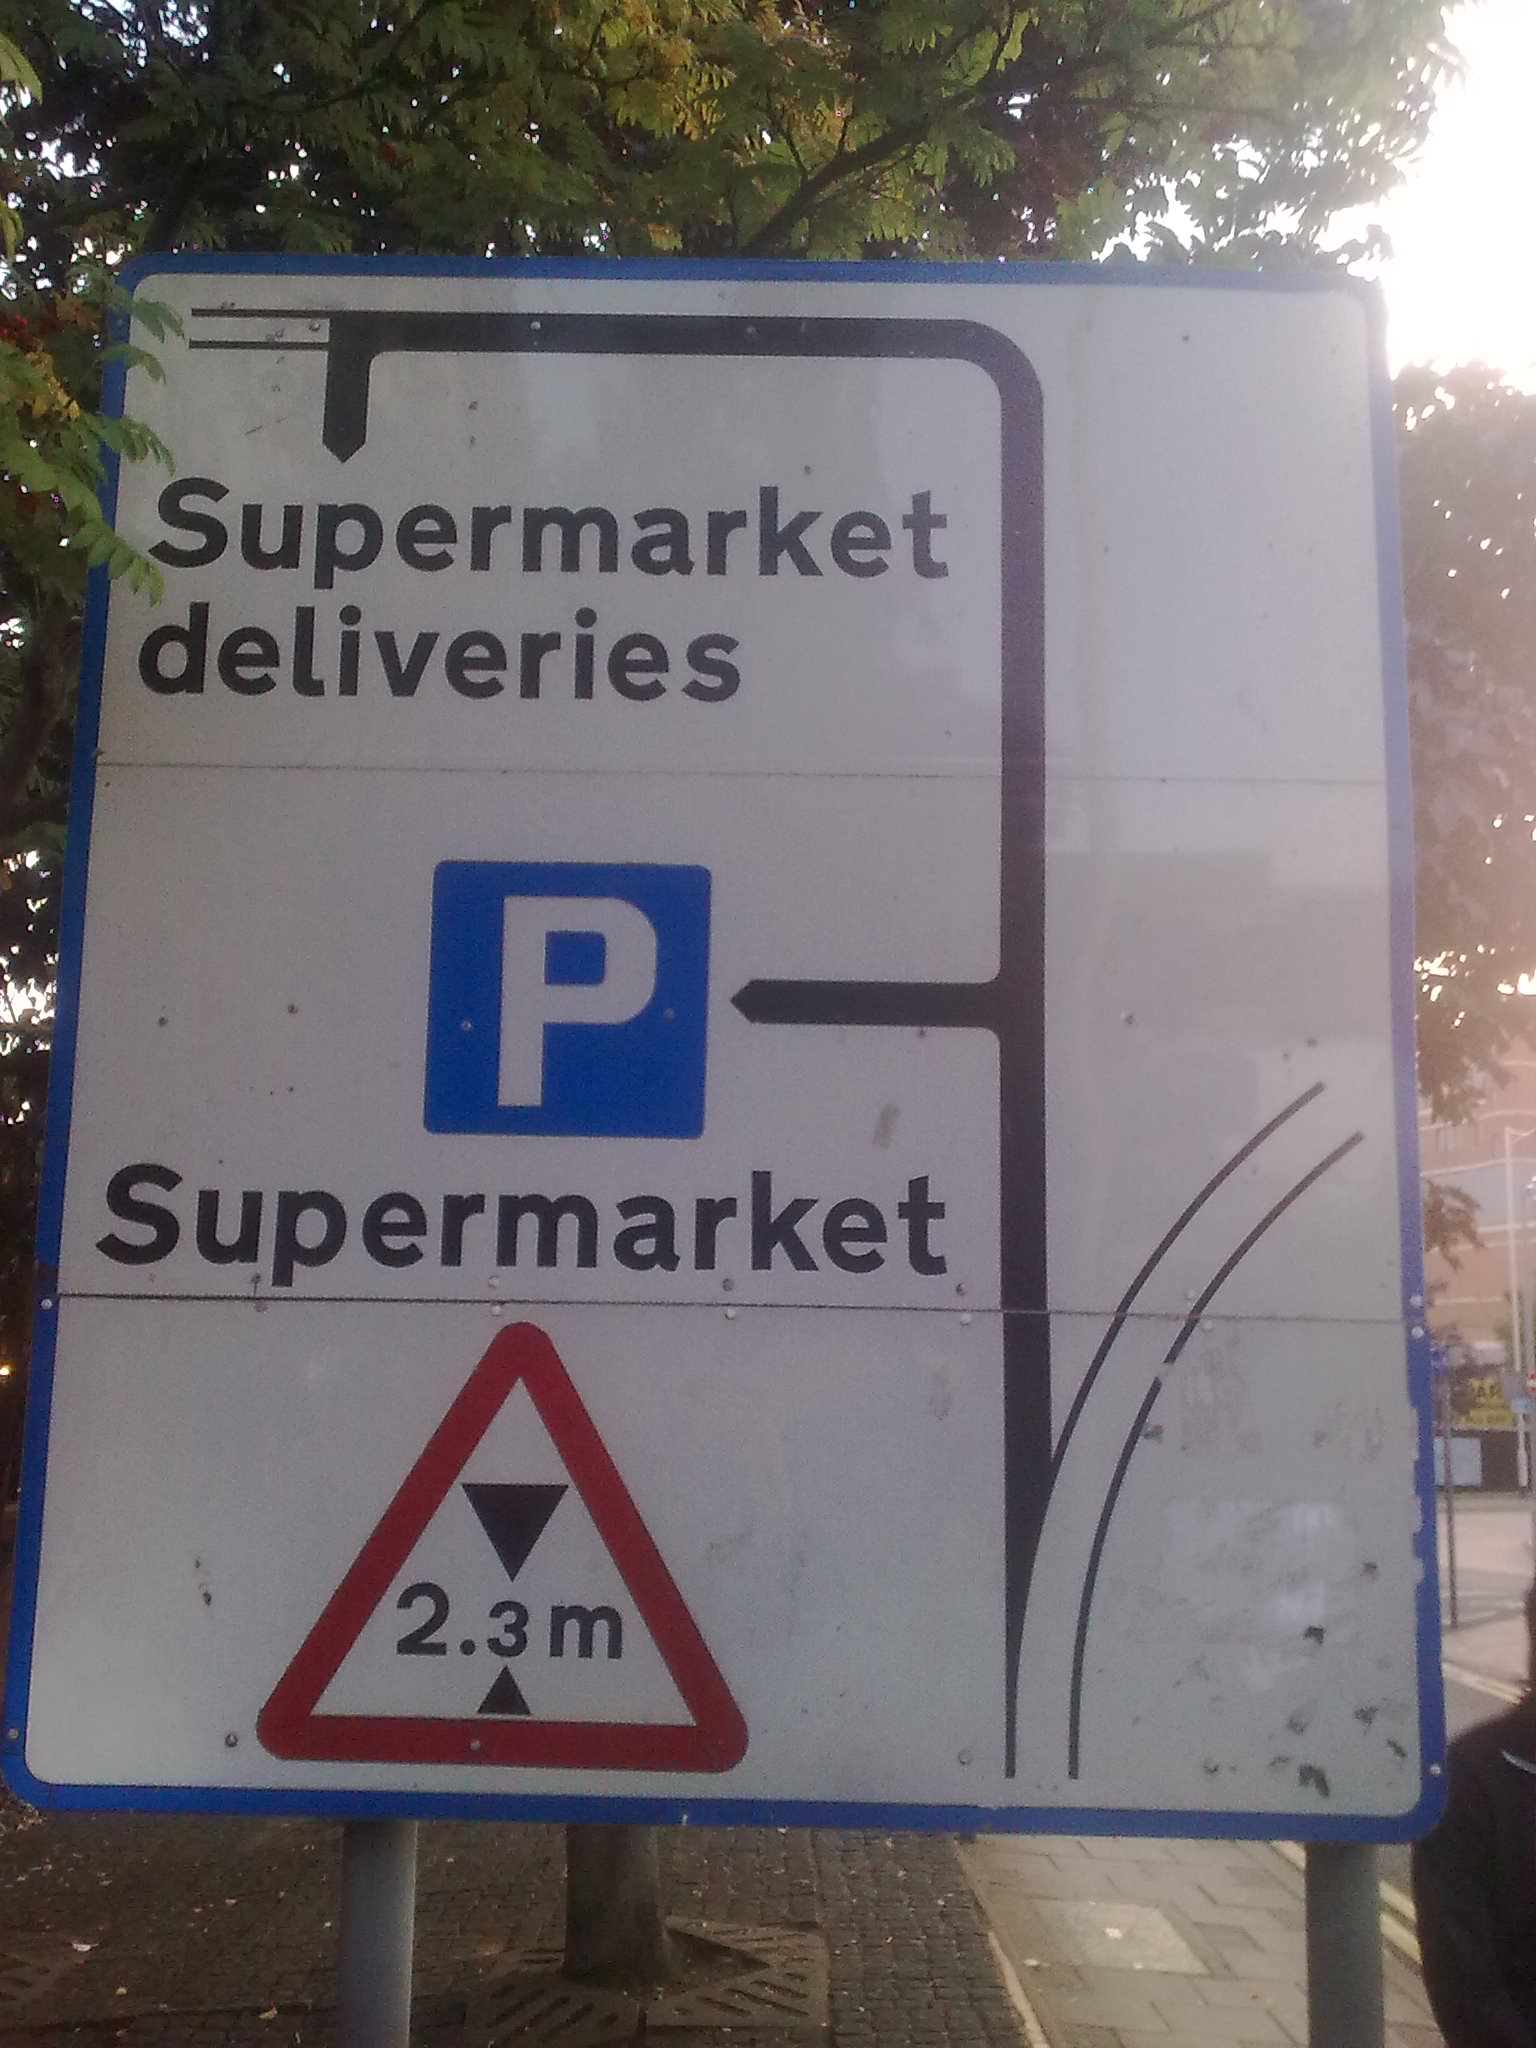 Supermarket
deliveries
P
Supermarket
2.3m